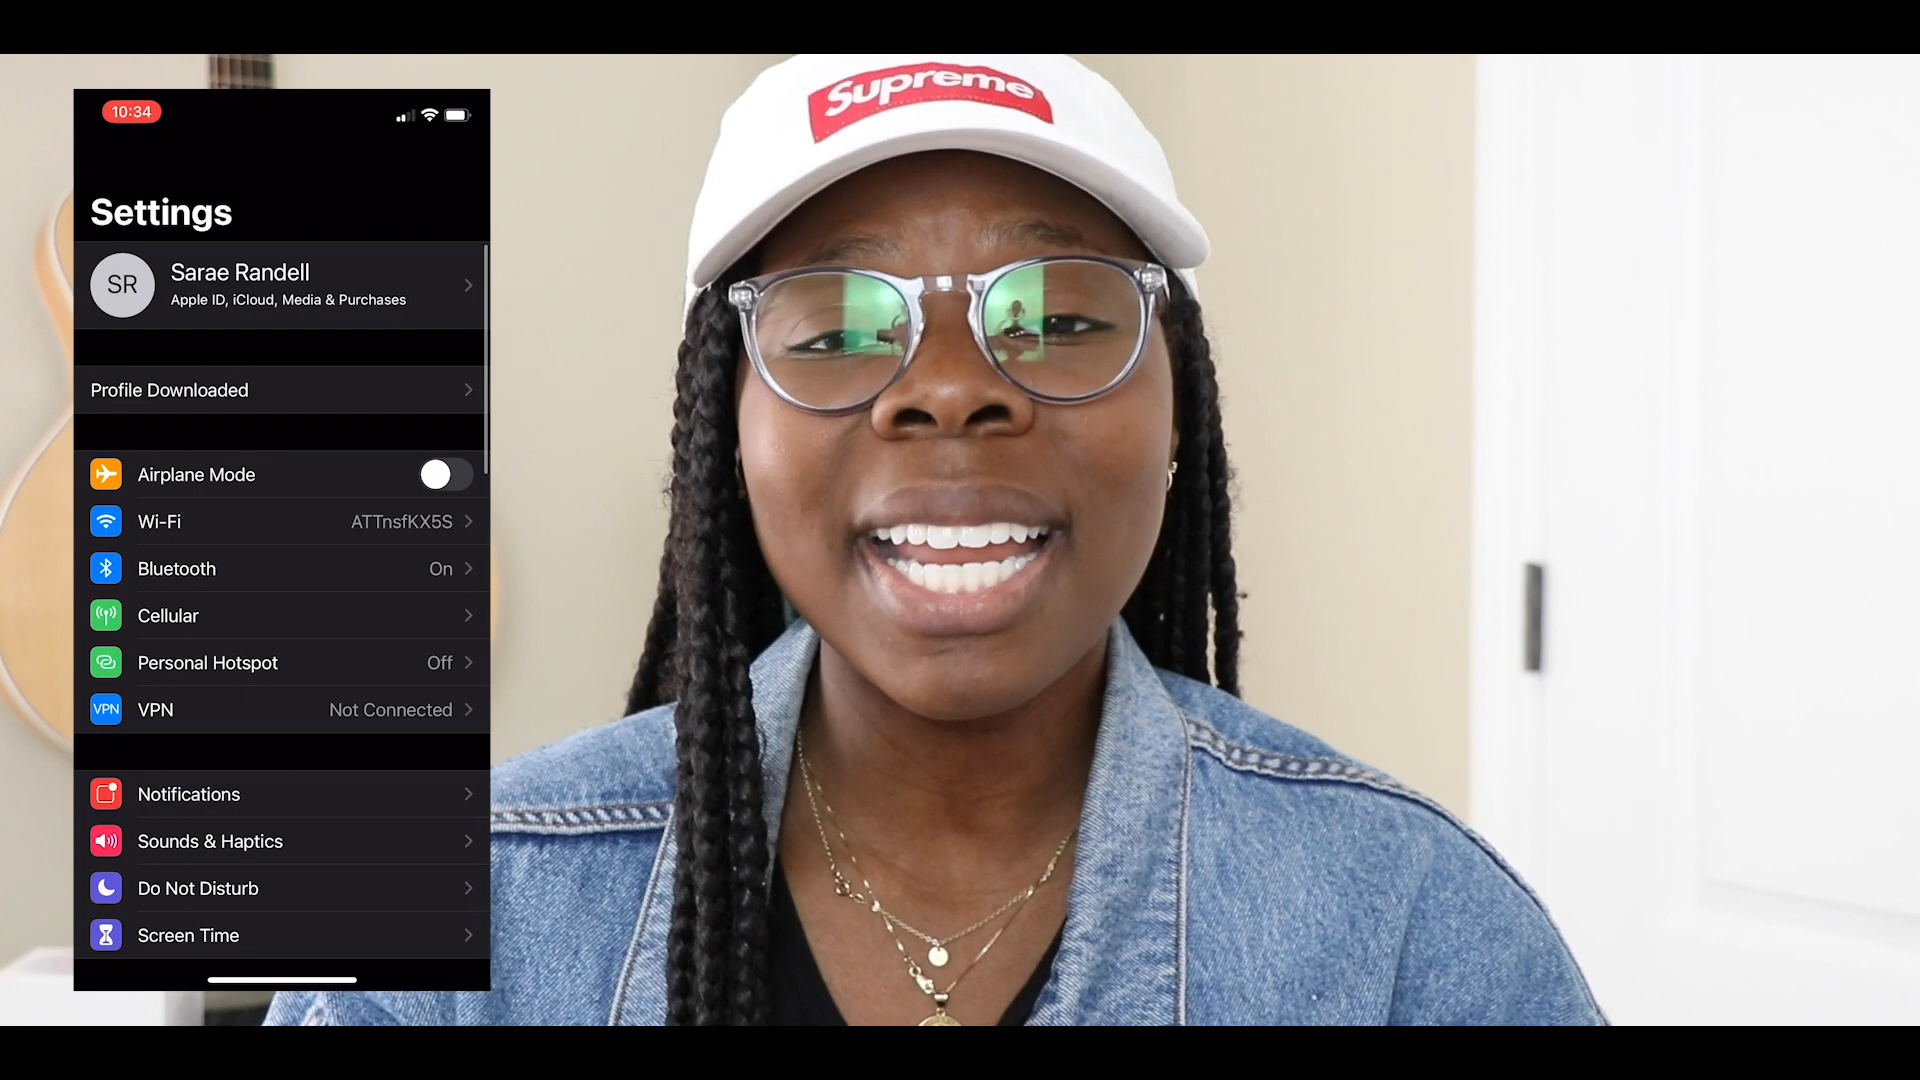 Supreme
10:34
Settings
SR
Sarae Randell
Apple ID, iCloud, Media & Purchases
Profile Downloaded
Airplane Mode
Wi-Fi ATTnsfKX5S
Bluetooth On
Cellular
Personal Hotspot Off
VPN VPN Not Connected
Notifications
Sounds & Haptics
Do Not Disturb
Screen Time